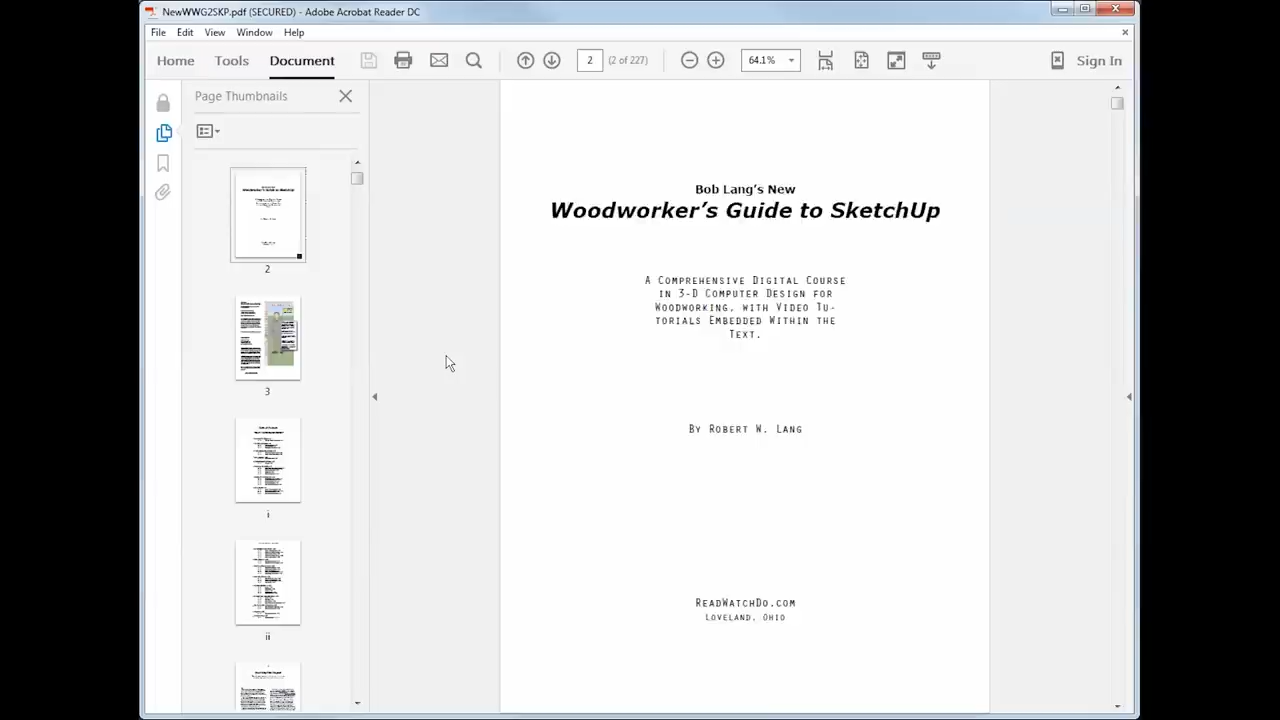 NewWWG2SKP.pdf (SECURED) - Adobe Acrobat Reader DC
File Edit View Window Help
Home Tools Document 2 (2 of 227) 64.1% Sign In
Page Thumbnails
2
3
i
ii
Bob Lang's New
Woodworker's Guide to SketchUp
A Comprehensive Digital Course
in 3-D Computer Design for
Woodworking, with Video Tu-
torials Embedded Within the
Text.
By Robert W. Lang
ReadWatchDo.com
Loveland, Ohio